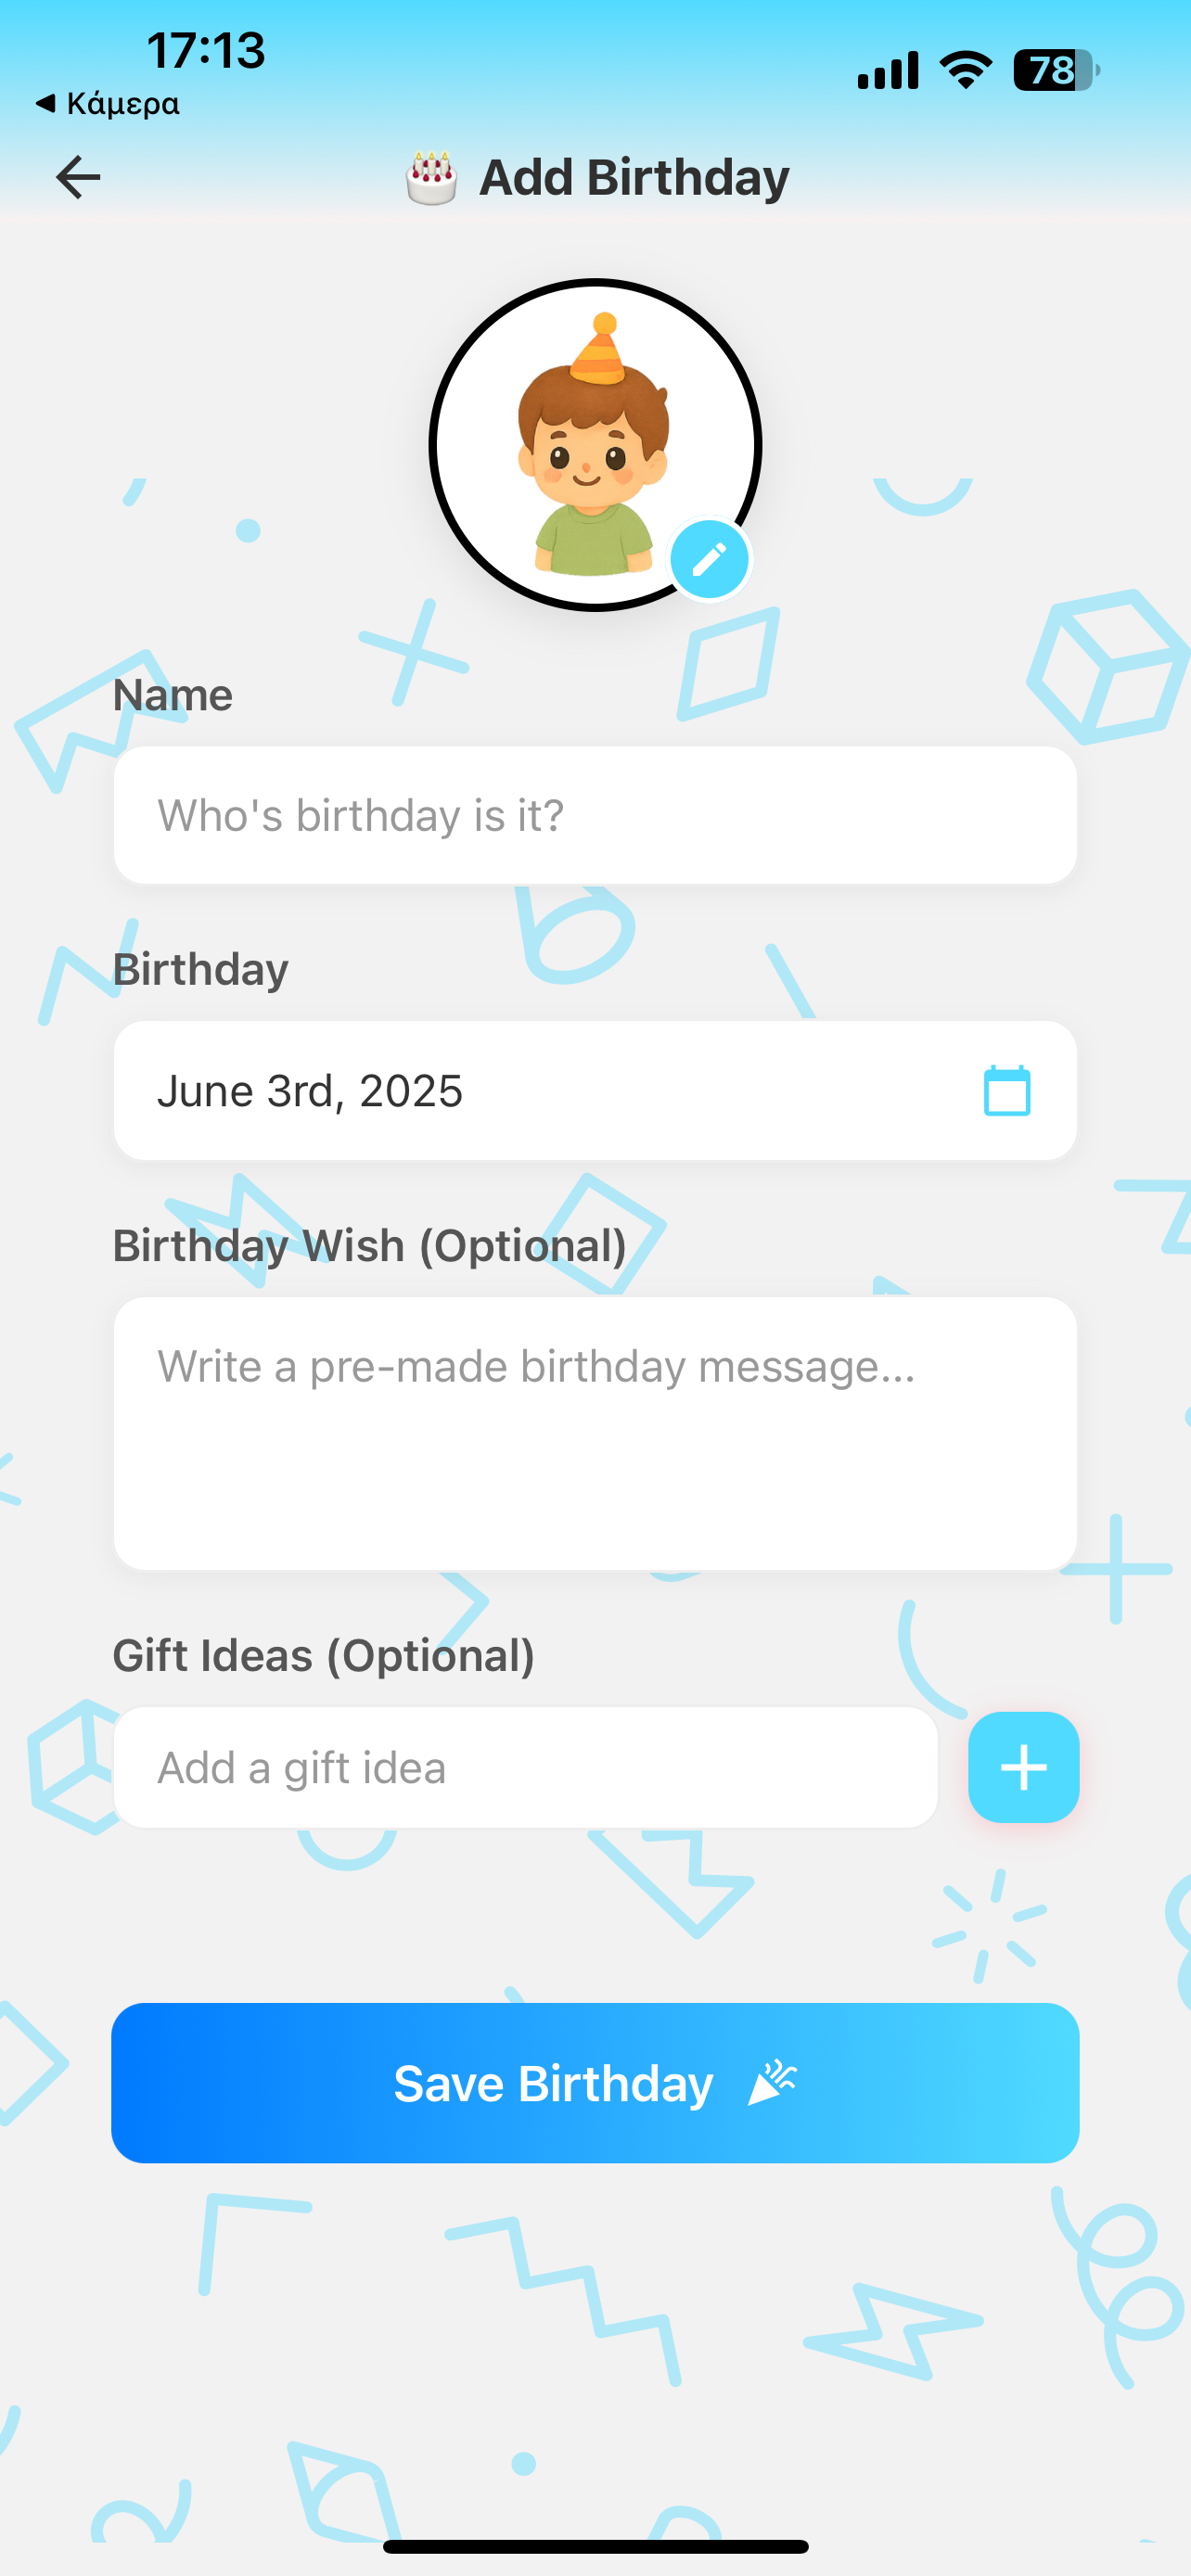 17:13
78
◀ Κάμερα
🎂 Add Birthday
Name
Who's birthday is it?
Birthday
June 3rd, 2025
Birthday Wish (Optional)
Write a pre-made birthday message...
Gift Ideas (Optional)
Add a gift idea
Save Birthday